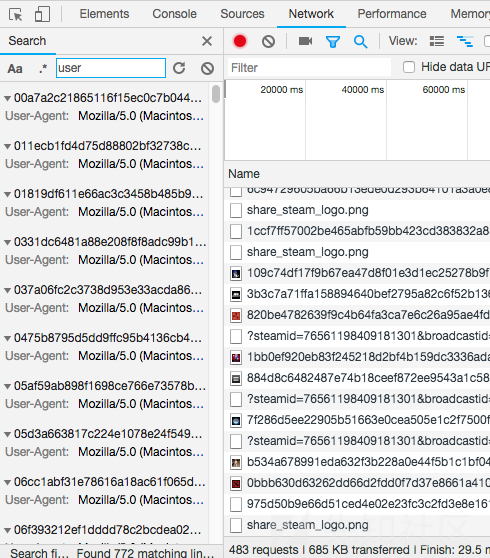 Elements Console Sources Network Performance Memory
Search
View:
Aa .* user
Filter
Hide data UR
20000 ms 40000 ms 60000 ms
Name
00a7a2c21865116f15ec0c7b044…
User-Agent: Mozilla/5.0 (Macintos…
011ecb1fd4d75d88802bf32738c…
User-Agent: Mozilla/5.0 (Macintos…
01819df611e66ac3c3458b485b9…
User-Agent: Mozilla/5.0 (Macintos…
0331dc6481a88e208f8f8adc99b1…
User-Agent: Mozilla/5.0 (Macintos…
037a06fc2c3738d953e33acda86…
User-Agent: Mozilla/5.0 (Macintos…
0475b8795d5dd9ffc95b4136cb4…
User-Agent: Mozilla/5.0 (Macintos…
05af59ab898f1698ce766e73578b…
User-Agent: Mozilla/5.0 (Macintos…
05d3a663817c224e1078e24f549…
User-Agent: Mozilla/5.0 (Macintos…
06cc1abf31e78616a18ac61f065d…
User-Agent: Mozilla/5.0 (Macintos…
06f393212ef1dddd78c2bcdea02…
Search fi… Found 772 matching lin…
share_steam_logo.png
1ccf7ff57002be465abfb59bb423cd383832a8
share_steam_logo.png
109c74df17f9b67ea47d8f01e3d1ec25278b9f
3b3c7a71ffa158894640bef2795a82c6f52b136
820be4782639f9c4b64fa3ca7e6c26a95ae4fd
?steamid=76561198409181301&broadcastid
1bb0ef920eb83f245218d2bf4b159dc3336ada
884d8c6482487e74b18ceef872ee9543a1c58
?steamid=76561198409181301&broadcastid
7f286d5ee22905b51663e0cea505e1c2f7500f
?steamid=76561198409181301&broadcastid
b534a678991eda632f3b228a0e44f5b1c1bf04
0bbb630d63262dd66d2fdd0f7d37e8661a410
975d50b9e66d51ced4e02e23fc3c2fd3e8e161
share_steam_logo.png
483 requests | 685 KB transferred | Finish: 29.5 n